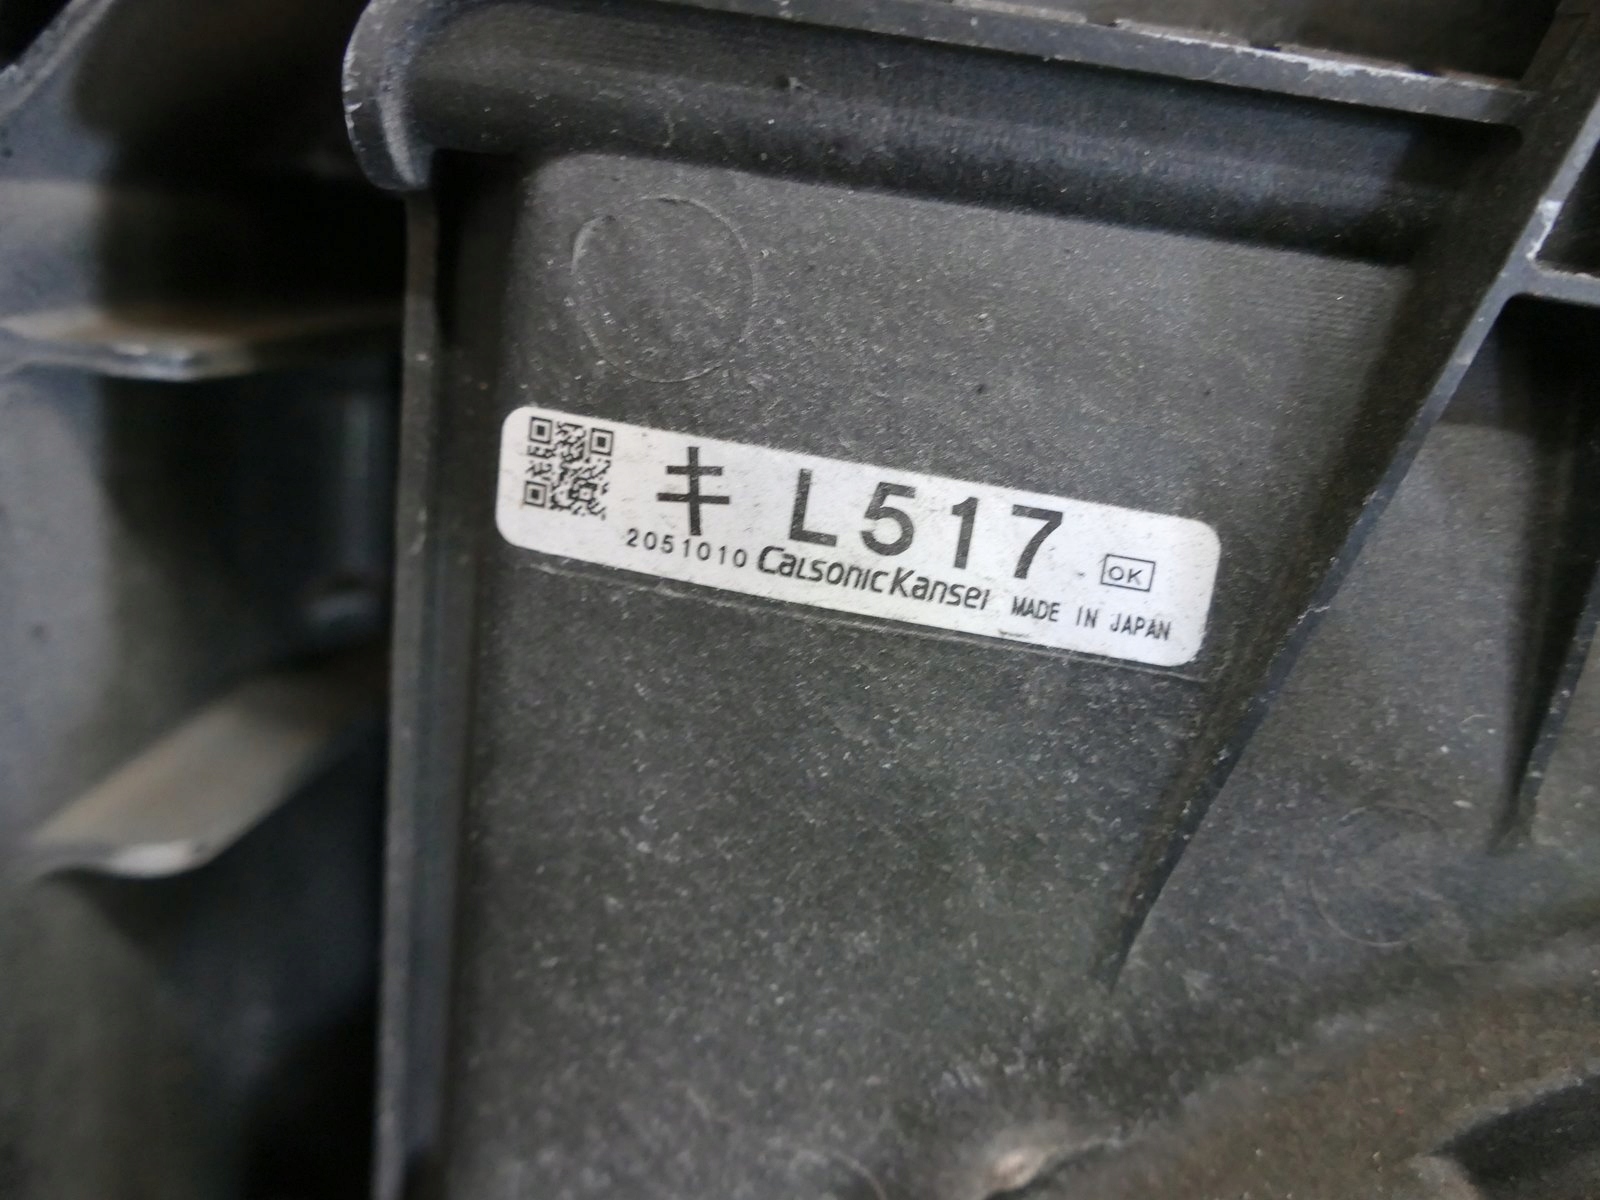 キ L517
OK
2051010 CalsonicKansei MADE IN JAPAN